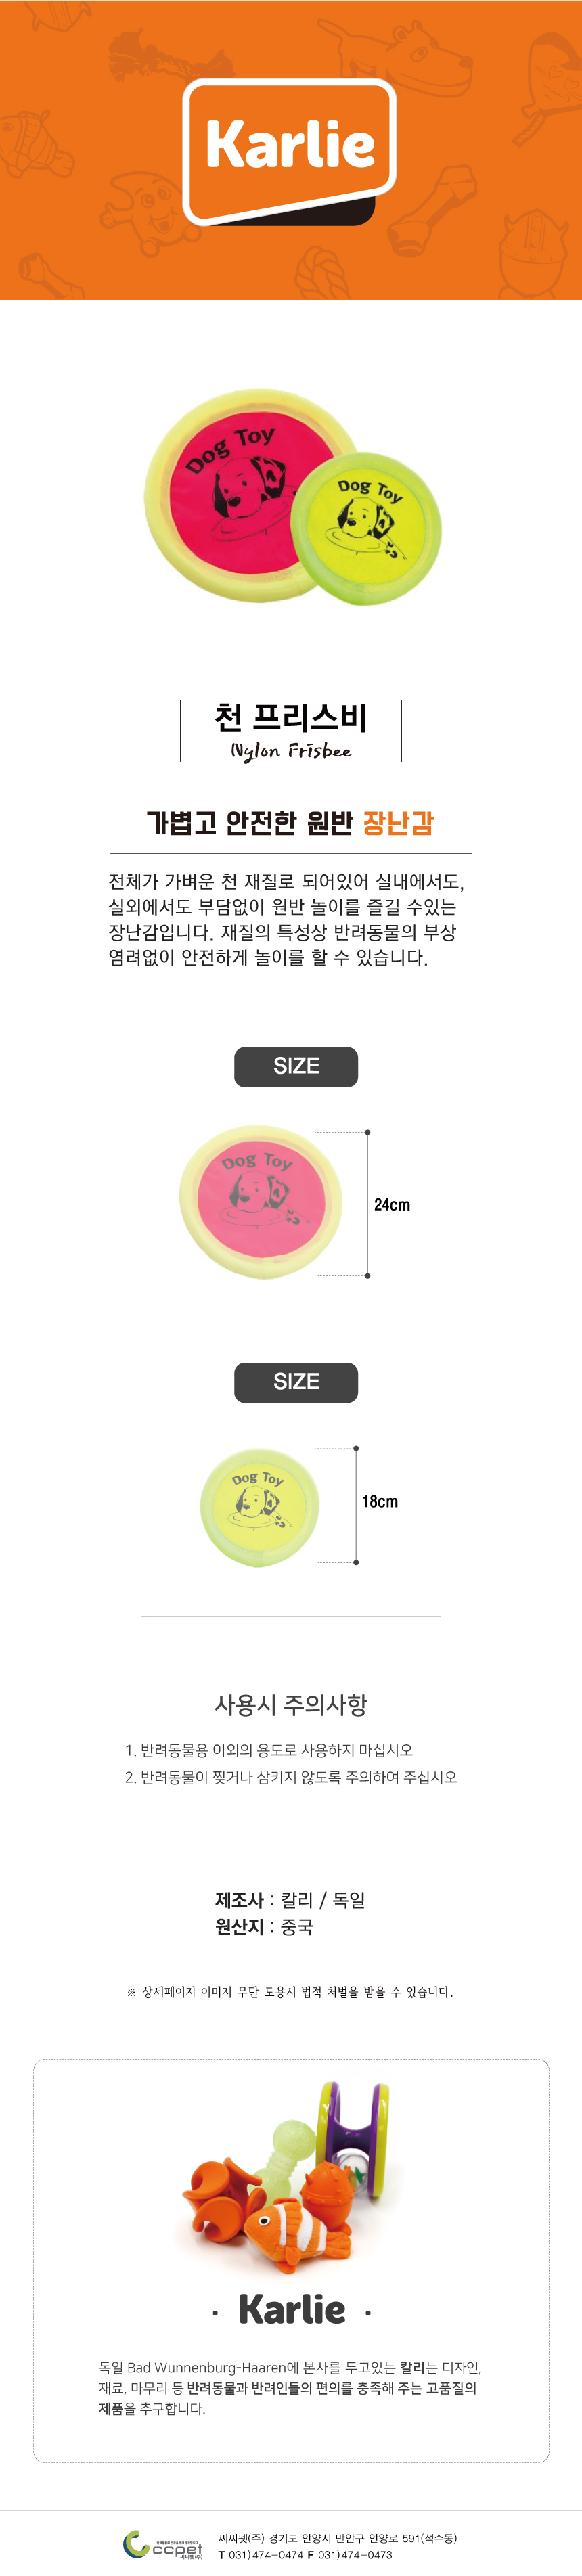 Karlie
Dog Toy
Dog Toy
천 프리스비
Nylon Frisbee
가볍고 안전한 원반 장난감
전체가 가벼운 천 재질로 되어있어 실내에서도,
실외에서도 부담없이 원반 놀이를 즐길 수있는
장난감입니다. 재질의 특성상 반려동물의 부상
염려없이 안전하게 놀이를 할 수 있습니다.
SIZE
Dog Toy
24cm
SIZE
Dog Toy
18cm
사용시 주의사항
1. 반려동물용 이외의 용도로 사용하지 마십시오
2. 반려동물이 찢거나 삼키지 않도록 주의하여 주십시오
제조사 : 칼리 / 독일
원산지 : 중국
※ 상세페이지 이미지 무단 도용시 법적 처벌을 받을 수 있습니다.
Karlie
독일 Bad Wunnenburg-Haaren에 본사를 두고있는 칼리는 디자인,
재료, 마무리 등 반려동물과 반려인들의 편의를 충족해 주는 고품질의
제품을 추구합니다.
ccpet
씨씨펫(주)
씨씨펫(주) 경기도 안양시 만안구 안양로 591(석수동)
T 031)474-0474 F 031)474-0473